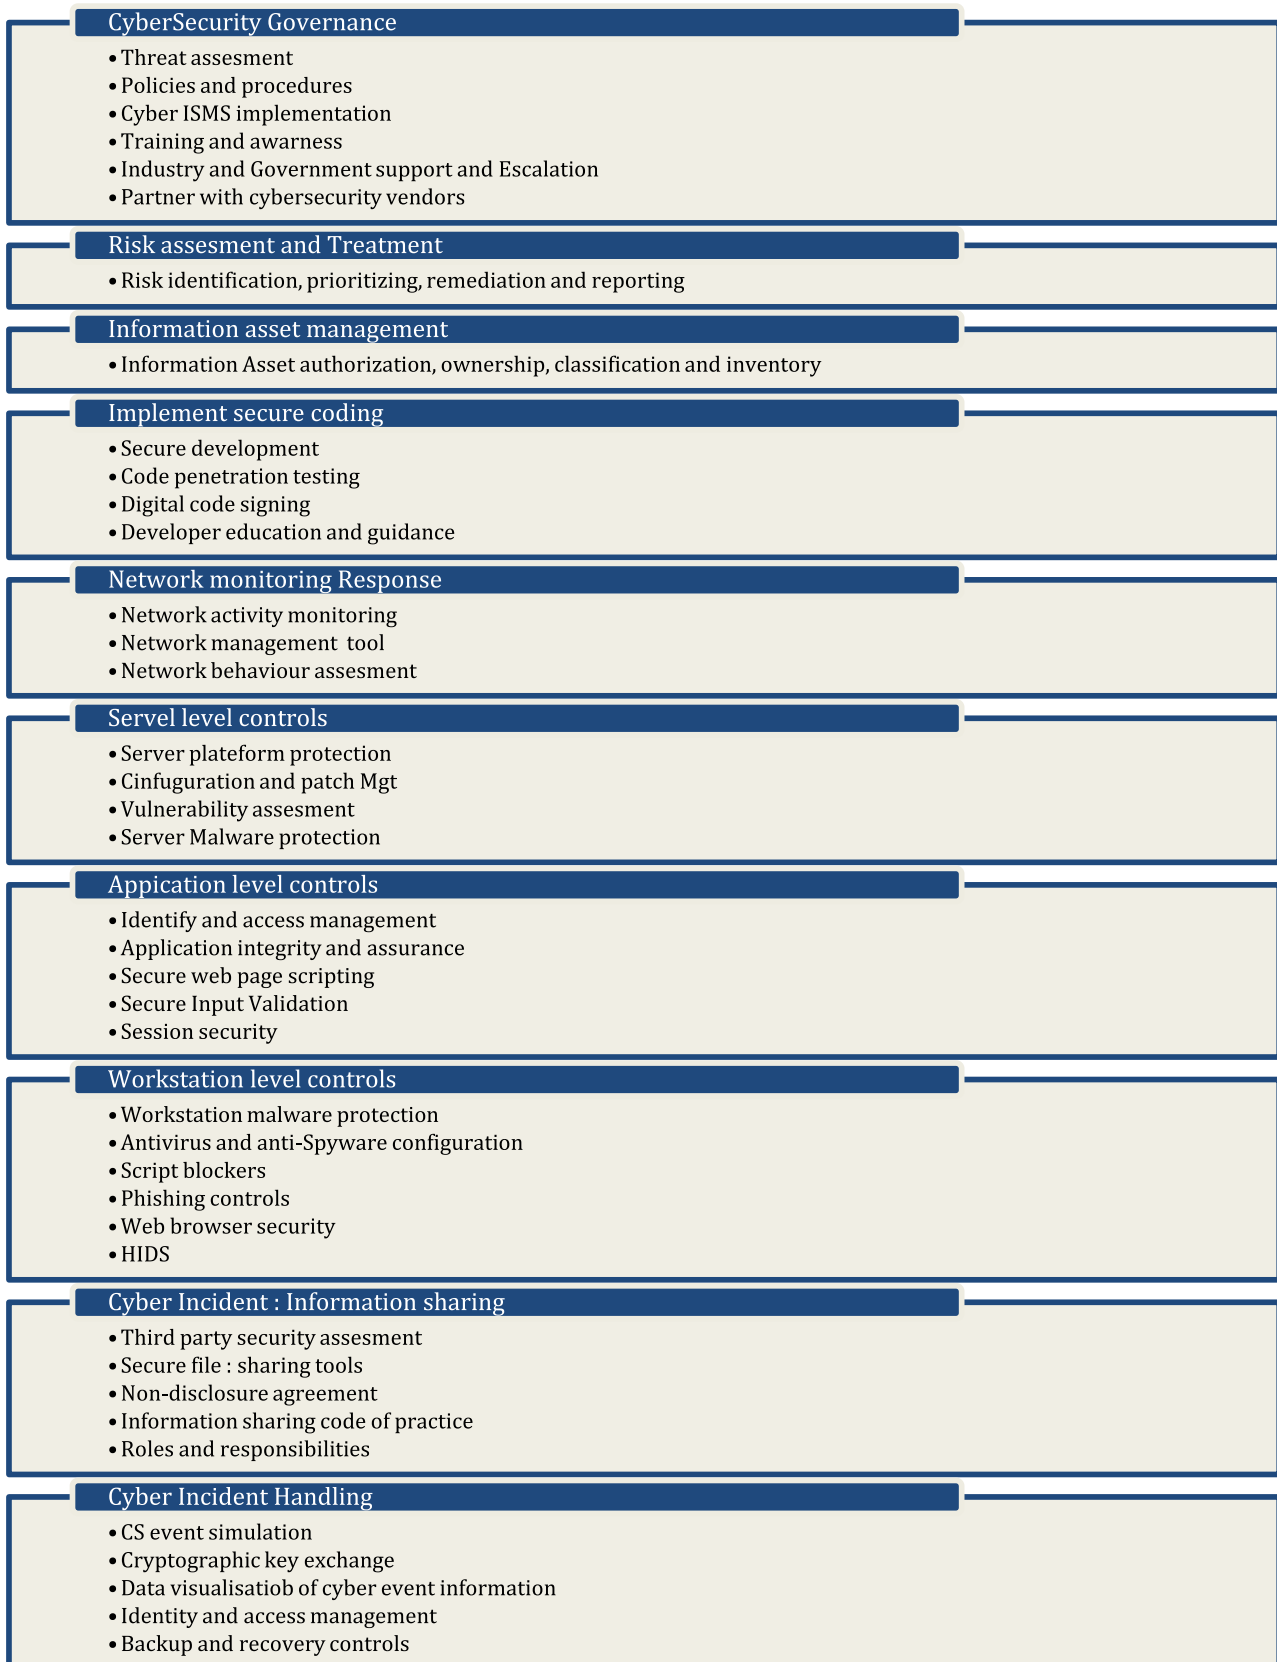 CyberSecurity Governance
• Threat assesment
• Policies and procedures
• Cyber ISMS implementation
• Training and awarness
• Industry and Government support and Escalation
• Partner with cybersecurity vendors
Risk assesment and Treatment
• Risk identification, prioritizing, remediation and reporting
Information asset management
• Information Asset authorization, ownership, classification and inventory
Implement secure coding
• Secure development
• Code penetration testing
• Digital code signing
• Developer education and guidance
Network monitoring Response
• Network activity monitoring
• Network management  tool
• Network behaviour assesment
Servel level controls
• Server plateform protection
• Cinfuguration and patch Mgt
• Vulnerability assesment
• Server Malware protection
Appication level controls
• Identify and access management
• Application integrity and assurance
• Secure web page scripting
• Secure Input Validation
• Session security
Workstation level controls
• Workstation malware protection
• Antivirus and anti-Spyware configuration
• Script blockers
• Phishing controls
• Web browser security
• HIDS
Cyber Incident : Information sharing
• Third party security assesment
• Secure file : sharing tools
• Non-disclosure agreement
• Information sharing code of practice
• Roles and responsibilities
Cyber Incident Handling
• CS event simulation
• Cryptographic key exchange
• Data visualisatiob of cyber event information
• Identity and access management
• Backup and recovery controls